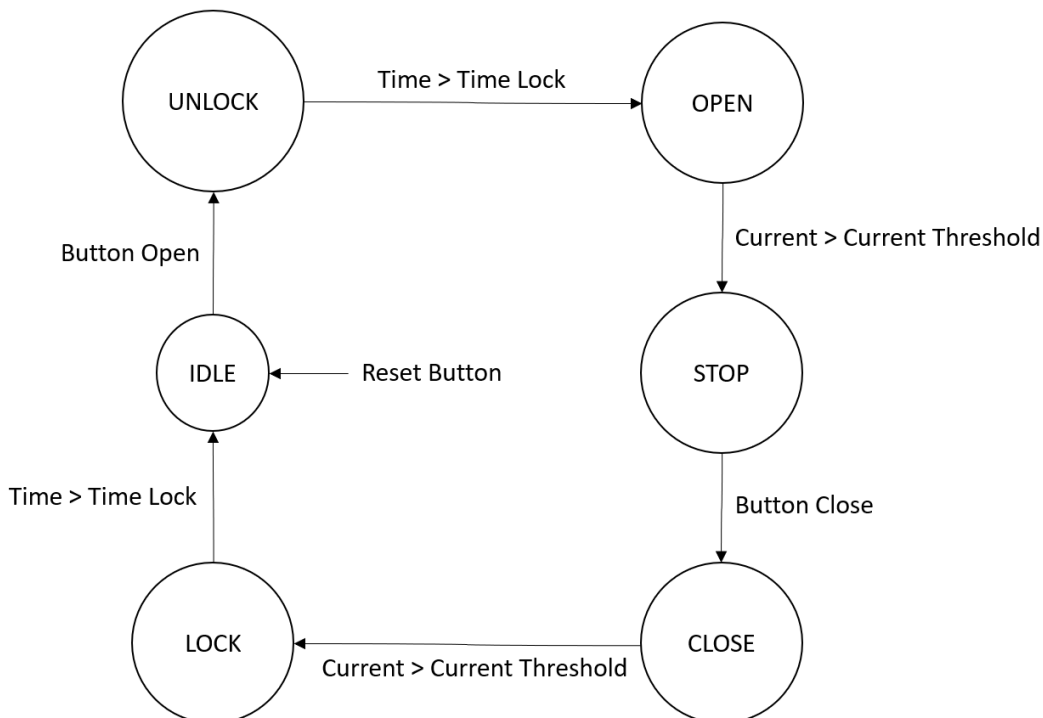 UNLOCK
Time > Time Lock
OPEN
Button Open
Current > Current Threshold
IDLE
Reset Button
STOP
Time > Time Lock
Button Close
LOCK
Current > Current Threshold
CLOSE